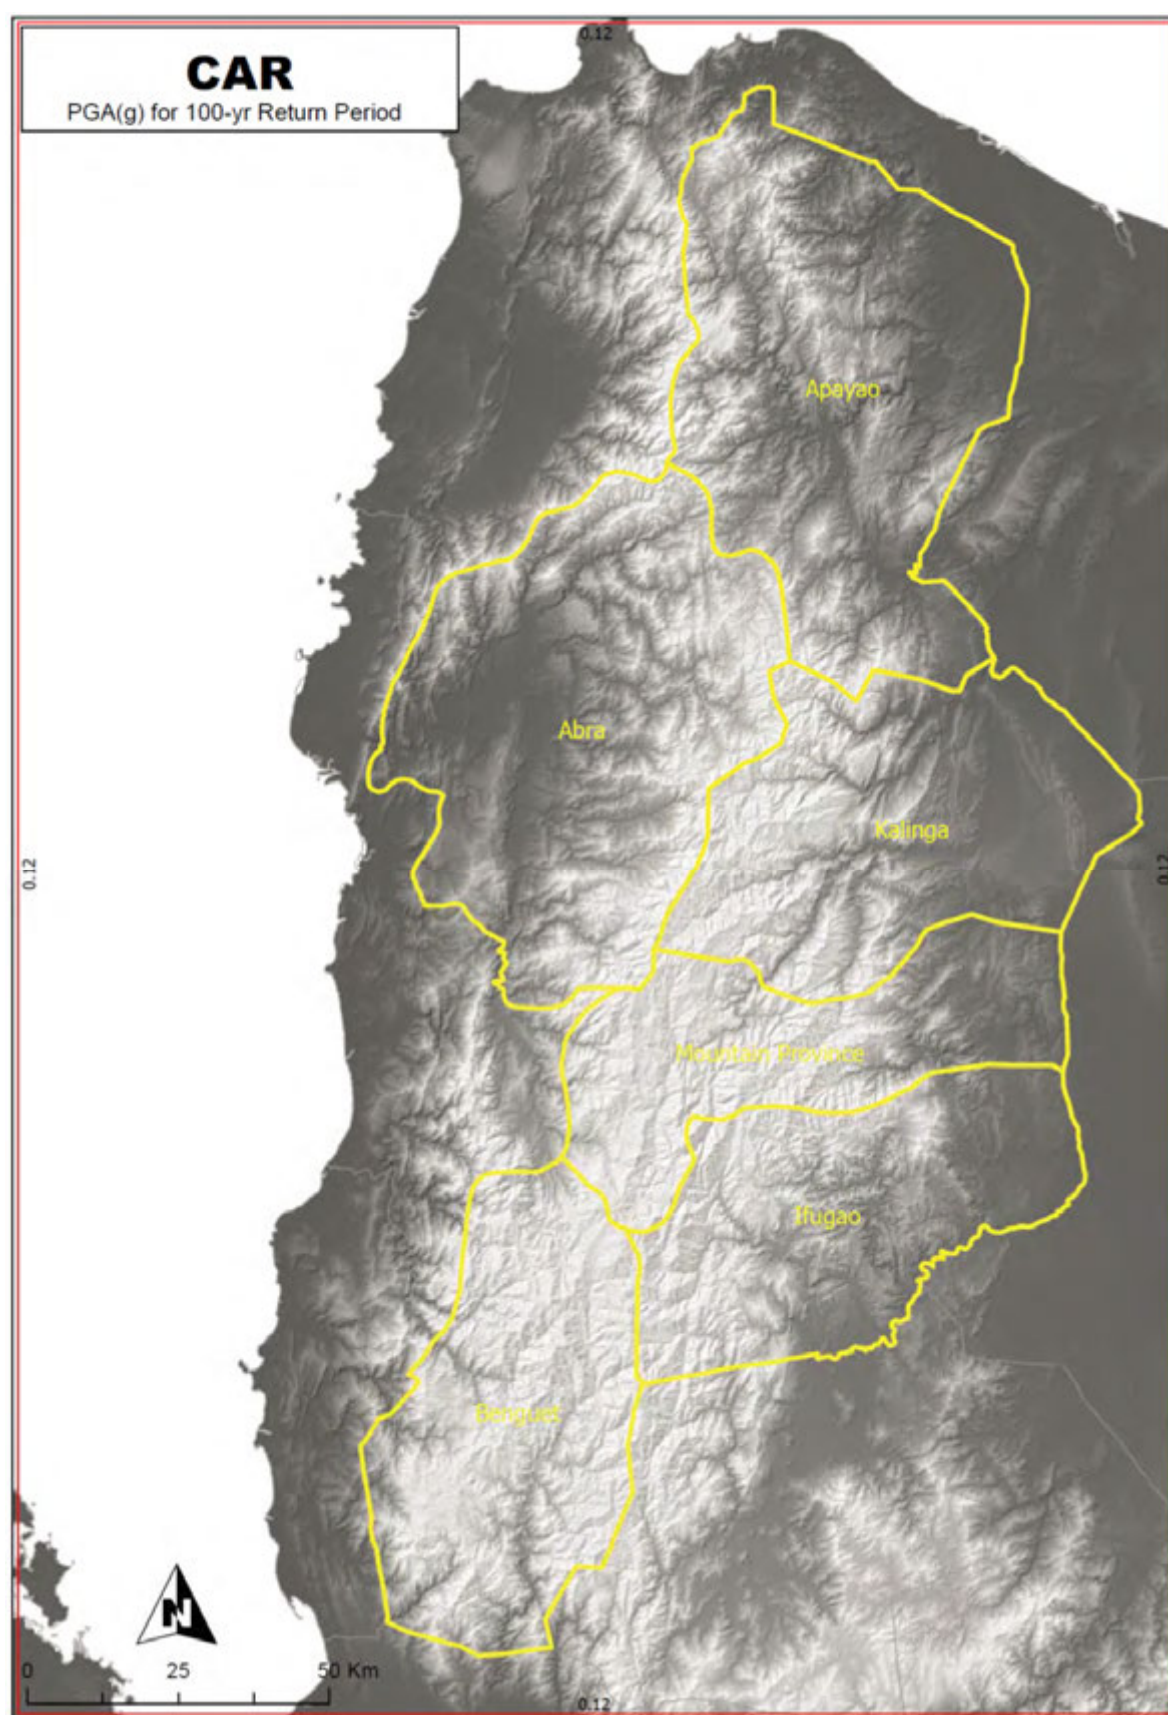 CAR
PGA(g) for 100-yr Return Period
0.12
Apayao
Abra
Kalinga
0.12
0.12
Mountain Province
Ifugao
Benguet
N
0 25 50 Km
0.12